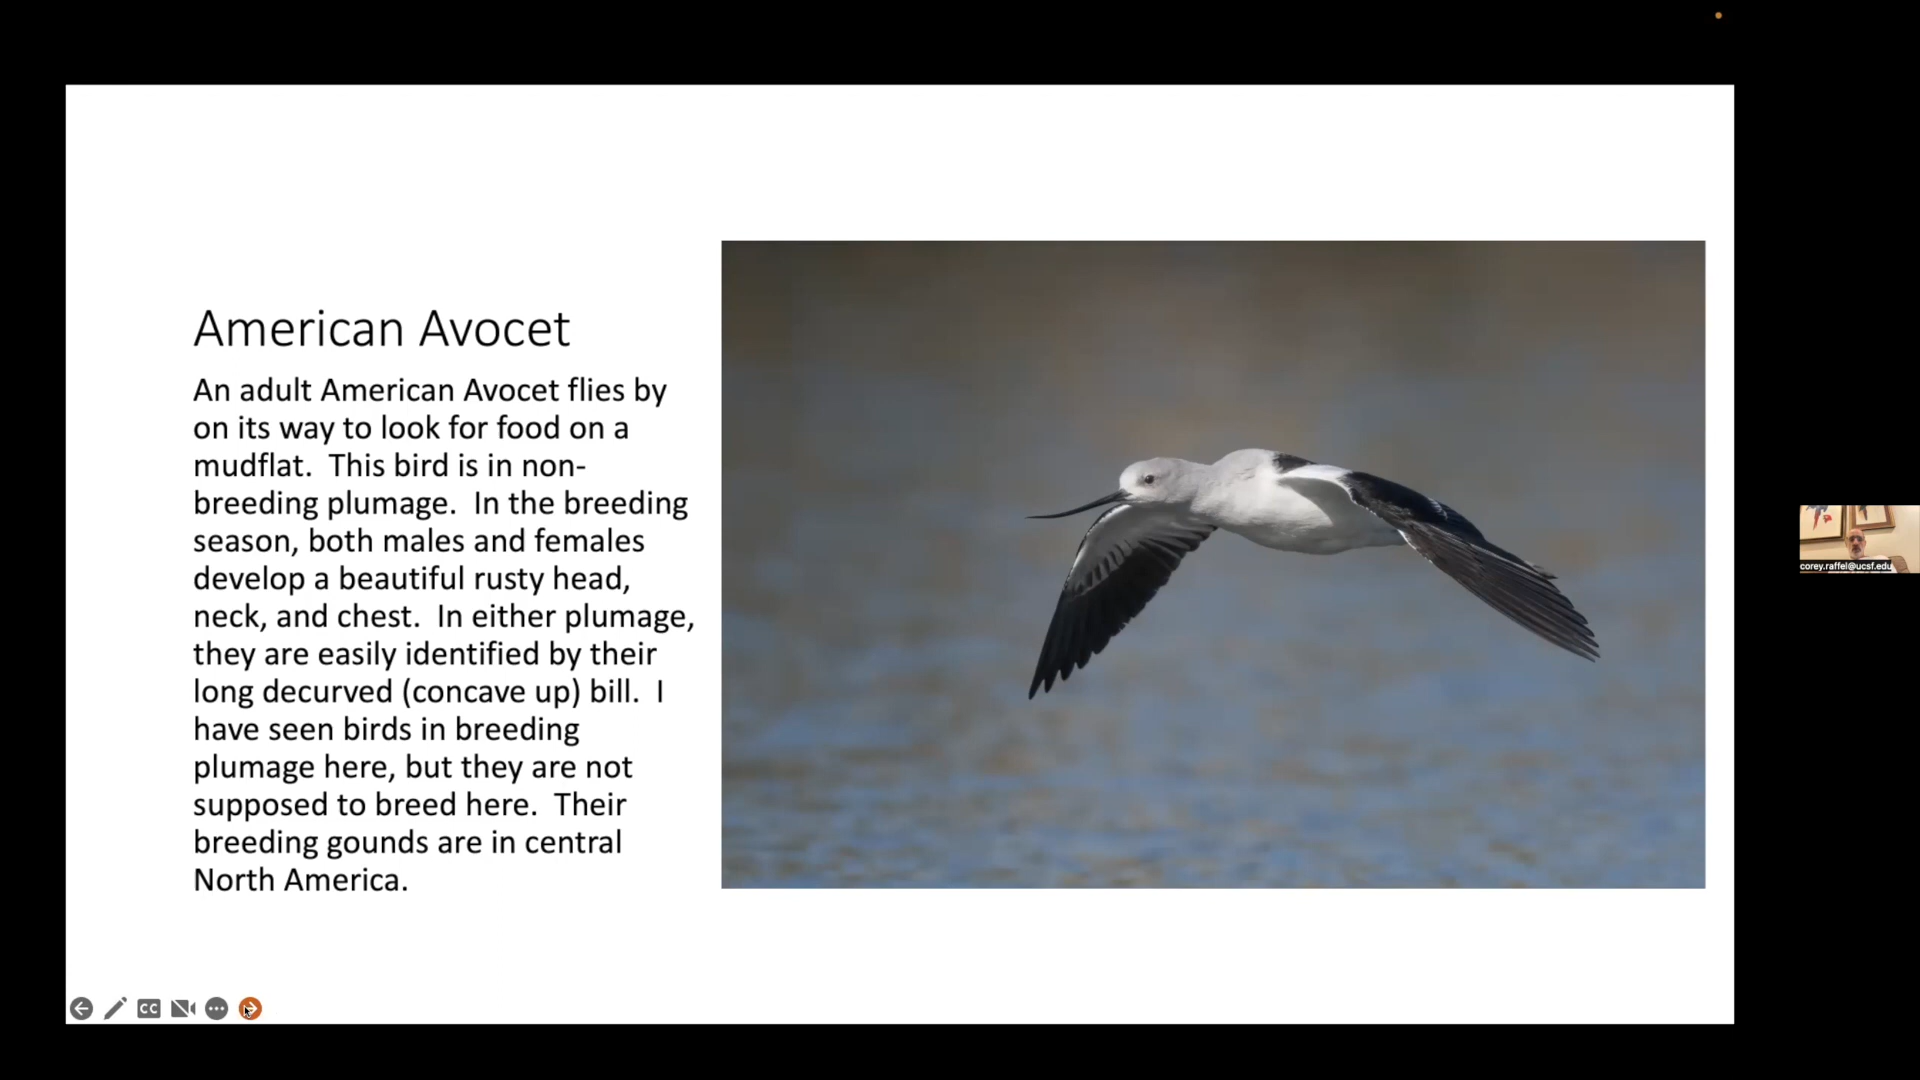 American Avocet
An adult American Avocet flies by
on its way to look for food on a
mudflat.  This bird is in non-
breeding plumage.  In the breeding
season, both males and females
develop a beautiful rusty head,
neck, and chest.  In either plumage,
they are easily identified by their
long decurved (concave up) bill.  I
have seen birds in breeding
plumage here, but they are not
supposed to breed here.  Their
breeding gounds are in central
North America.
corey.raffel@ucsf.edu
CC